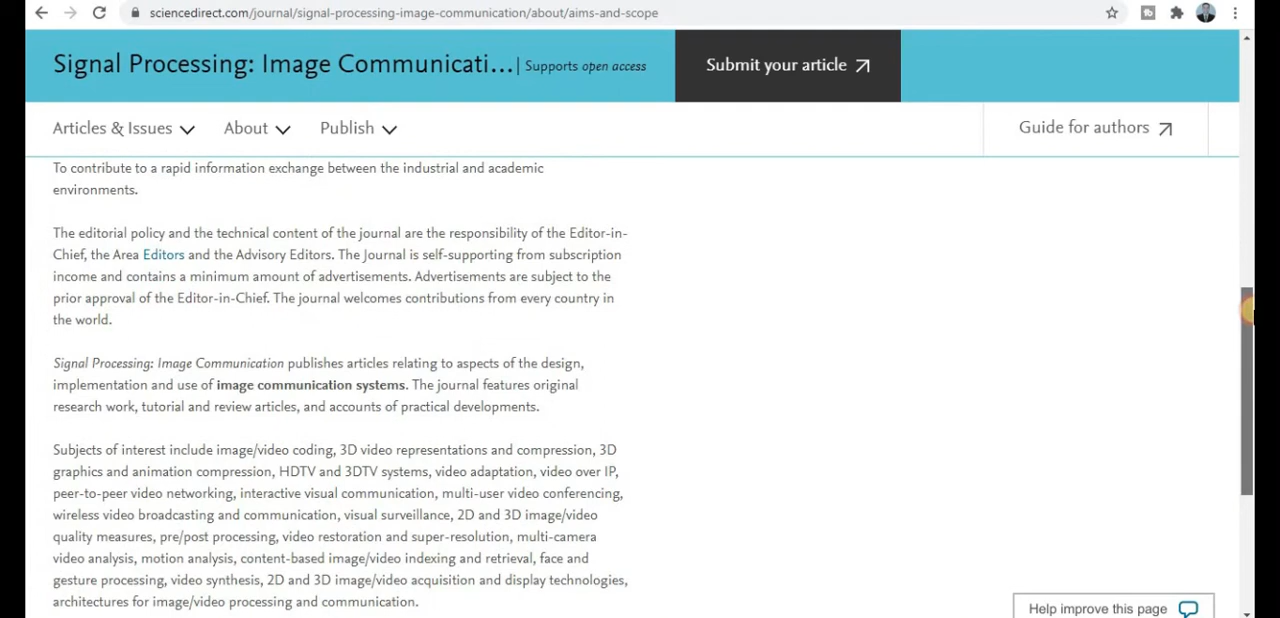 sciencedirect.com/journal/signal-processing-image-communication/about/aims-and-scope
Signal Processing: Image Communicati...| Supports open access
Submit your article
Articles & Issues
About
Publish
Guide for authors
To contribute to a rapid information exchange between the industrial and academic
environments.
The editorial policy and the technical content of the journal are the responsibility of the Editor-in-
Chief, the Area Editors and the Advisory Editors. The Journal is self-supporting from subscription
income and contains a minimum amount of advertisements. Advertisements are subject to the
prior approval of the Editor-in-Chief. The journal welcomes contributions from every country in
the world.
Signal Processing: Image Communication publishes articles relating to aspects of the design,
implementation and use of image communication systems. The journal features original
research work, tutorial and review articles, and accounts of practical developments.
Subjects of interest include image/video coding, 3D video representations and compression, 3D
graphics and animation compression, HDTV and 3DTV systems, video adaptation, video over IP,
peer-to-peer video networking, interactive visual communication, multi-user video conferencing,
wireless video broadcasting and communication, visual surveillance, 2D and 3D image/video
quality measures, pre/post processing, video restoration and super-resolution, multi-camera
video analysis, motion analysis, content-based image/video indexing and retrieval, face and
gesture processing, video synthesis, 2D and 3D image/video acquisition and display technologies,
architectures for image/video processing and communication.
Help improve this page